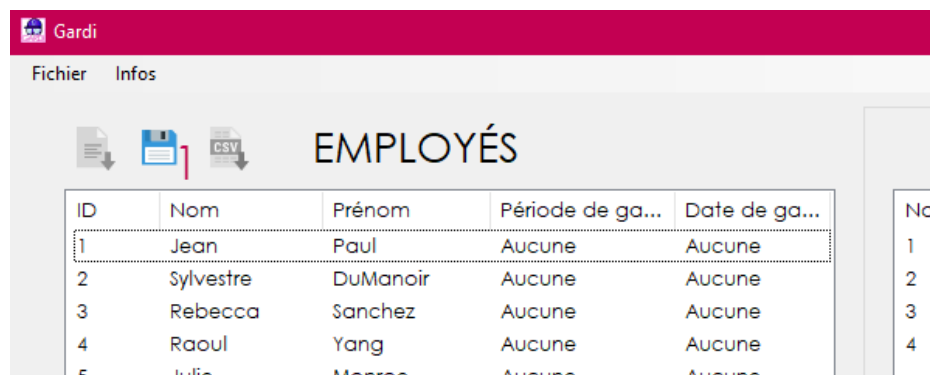 Gardi
Fichier Infos
CSV 1 EMPLOYÉS
ID Nom Prénom Période de ga... Date de ga...
1 Jean Paul Aucune Aucune 1
2 Sylvestre DuManoir Aucune Aucune 2
3 Rebecca Sanchez Aucune Aucune 3
4 Raoul Yang Aucune Aucune 4